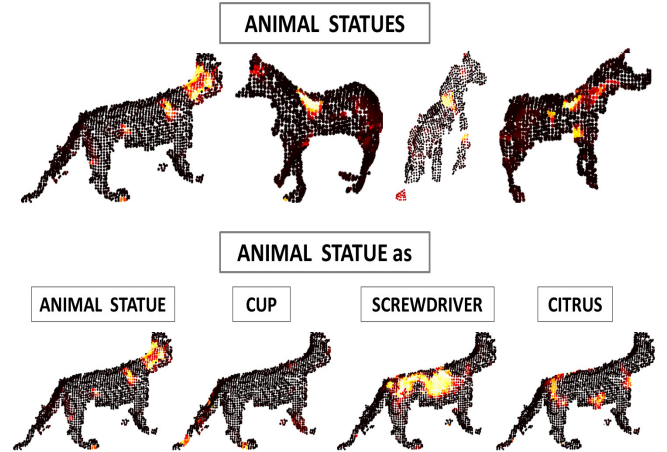 ANIMAL STATUES
ANIMAL STATUE as
ANIMAL STATUE
CUP
SCREWDRIVER
CITRUS